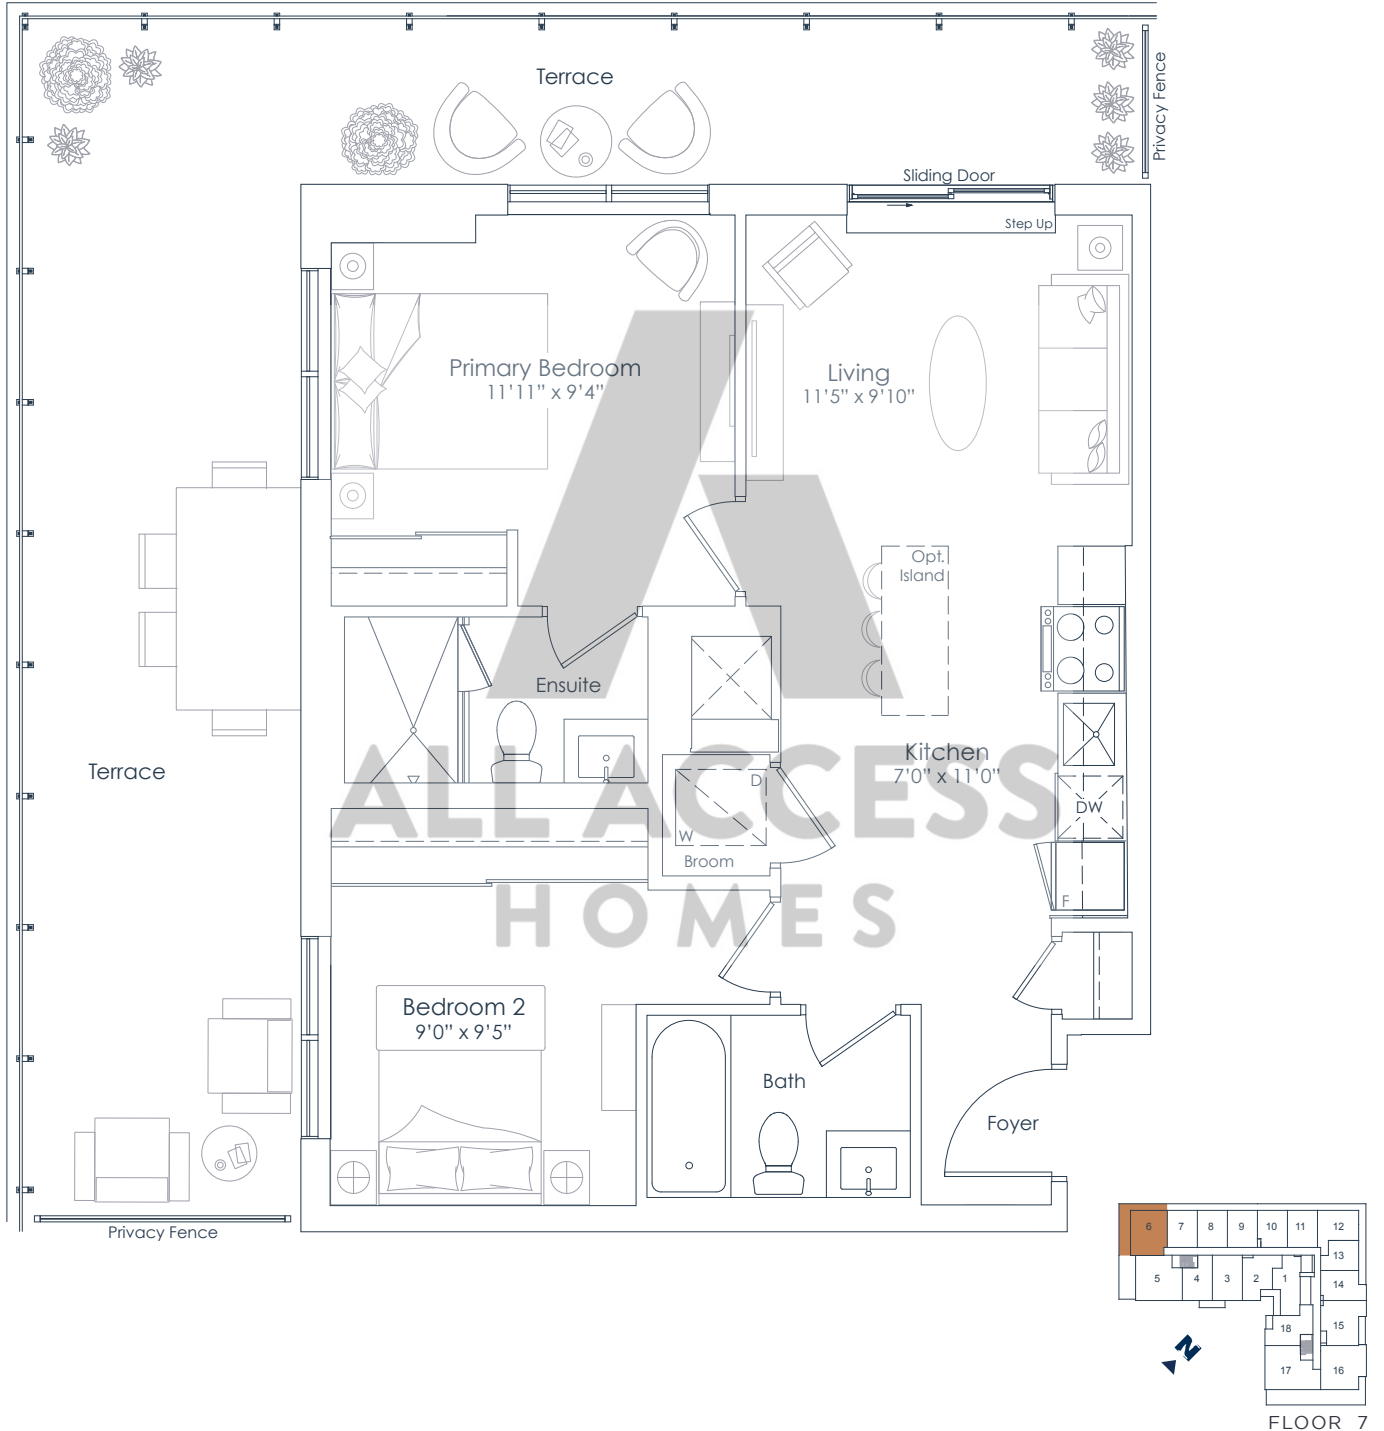 Terrace
Privacy Fence
Sliding Door
Step Up
Primary Bedroom
11'11" x 9'4"
Living
11'5" x 9'10"
Opt.
Island
Ensuite
Kitchen
7'0" x 11'0"
Terrace
D
W
DW
Broom
F
ALL ACCESS
HOMES
Bedroom 2
9'0" x 9'5"
Bath
Foyer
Privacy Fence
6 7 8 9 10 11 12
13
5 4 3 2 1 14
18 15
17 16
N
FLOOR 7